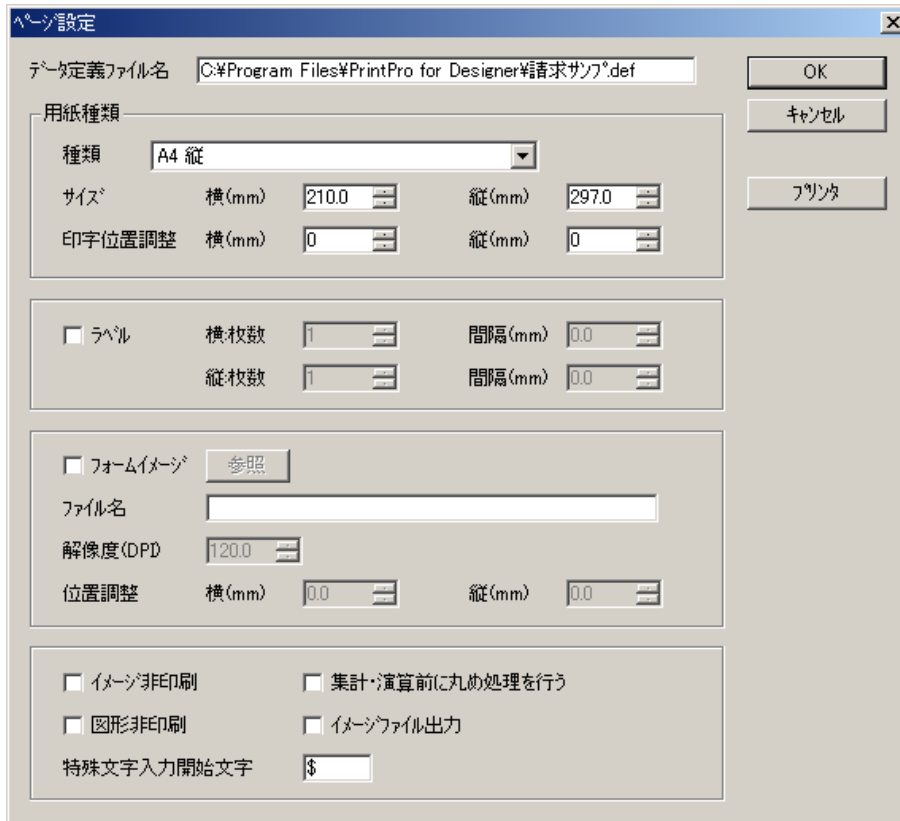 ページ設定
データ定義ファイル名 C:¥Program Files¥PrintPro for Designer¥請求サンプ.def
OK
用紙種類
キャンセル
種類 A4 縦
サイズ 横(mm) 210.0 縦(mm) 297.0
プリンタ
印字位置調整 横(mm) 0 縦(mm) 0
ラベル 横:枚数 1 間隔(mm) 0.0
縦:枚数 1 間隔(mm) 0.0
フォームイメージ 参照
ファイル名
解像度(DPI) 120.0
位置調整 横(mm) 0.0 縦(mm) 0.0
イメージ非印刷 集計・演算前に丸め処理を行う
図形非印刷 イメージファイル出力
特殊文字入力開始文字 $